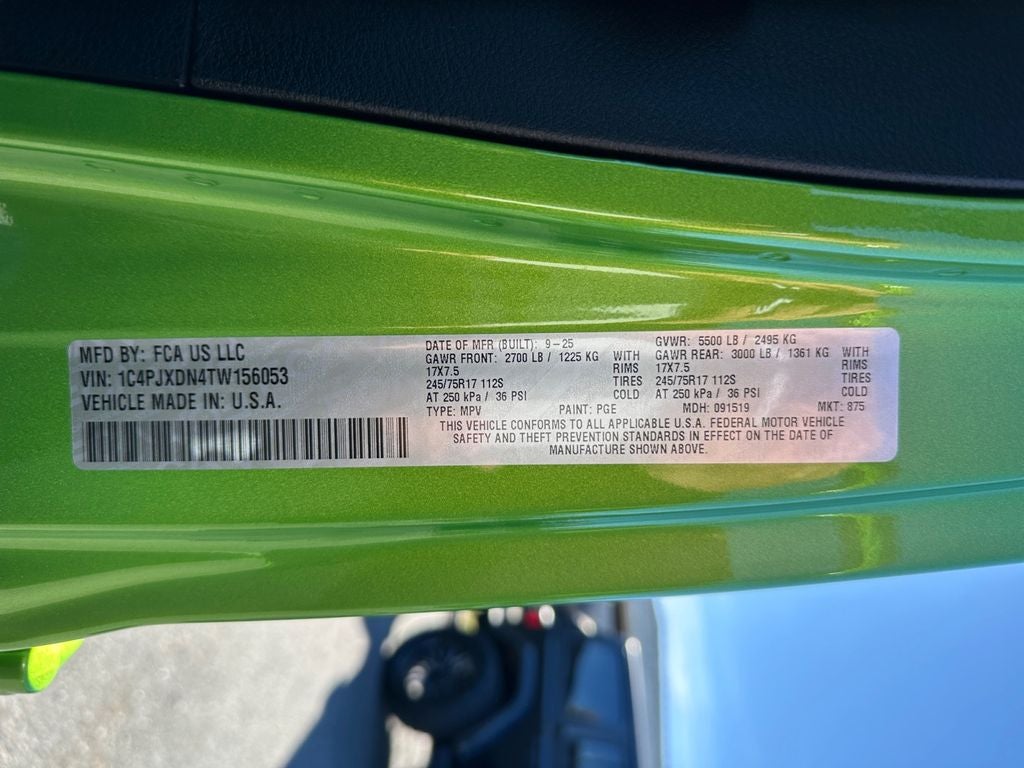 MFD BY: FCA US LLC
VIN: 1C4PJXDN4TW156053
VEHICLE MADE IN: U.S.A.
DATE OF MFR (BUILT): 9-25
GVWR: 5500 LB / 2495 KG
GAWR FRONT: 2700 LB / 1225 KG WITH
GAWR REAR: 3000 LB / 1361 KG WITH
17X7.5 RIMS
17X7.5 RIMS
245/75R17 112S TIRES
245/75R17 112S TIRES
AT 250 kPa / 36 PSI COLD
AT 250 kPa / 36 PSI COLD
TYPE: MPV PAINT: PGE MDH: 091519 MKT: 875
THIS VEHICLE CONFORMS TO ALL APPLICABLE U.S.A. FEDERAL MOTOR VEHICLE
SAFETY AND THEFT PREVENTION STANDARDS IN EFFECT ON THE DATE OF
MANUFACTURE SHOWN ABOVE.